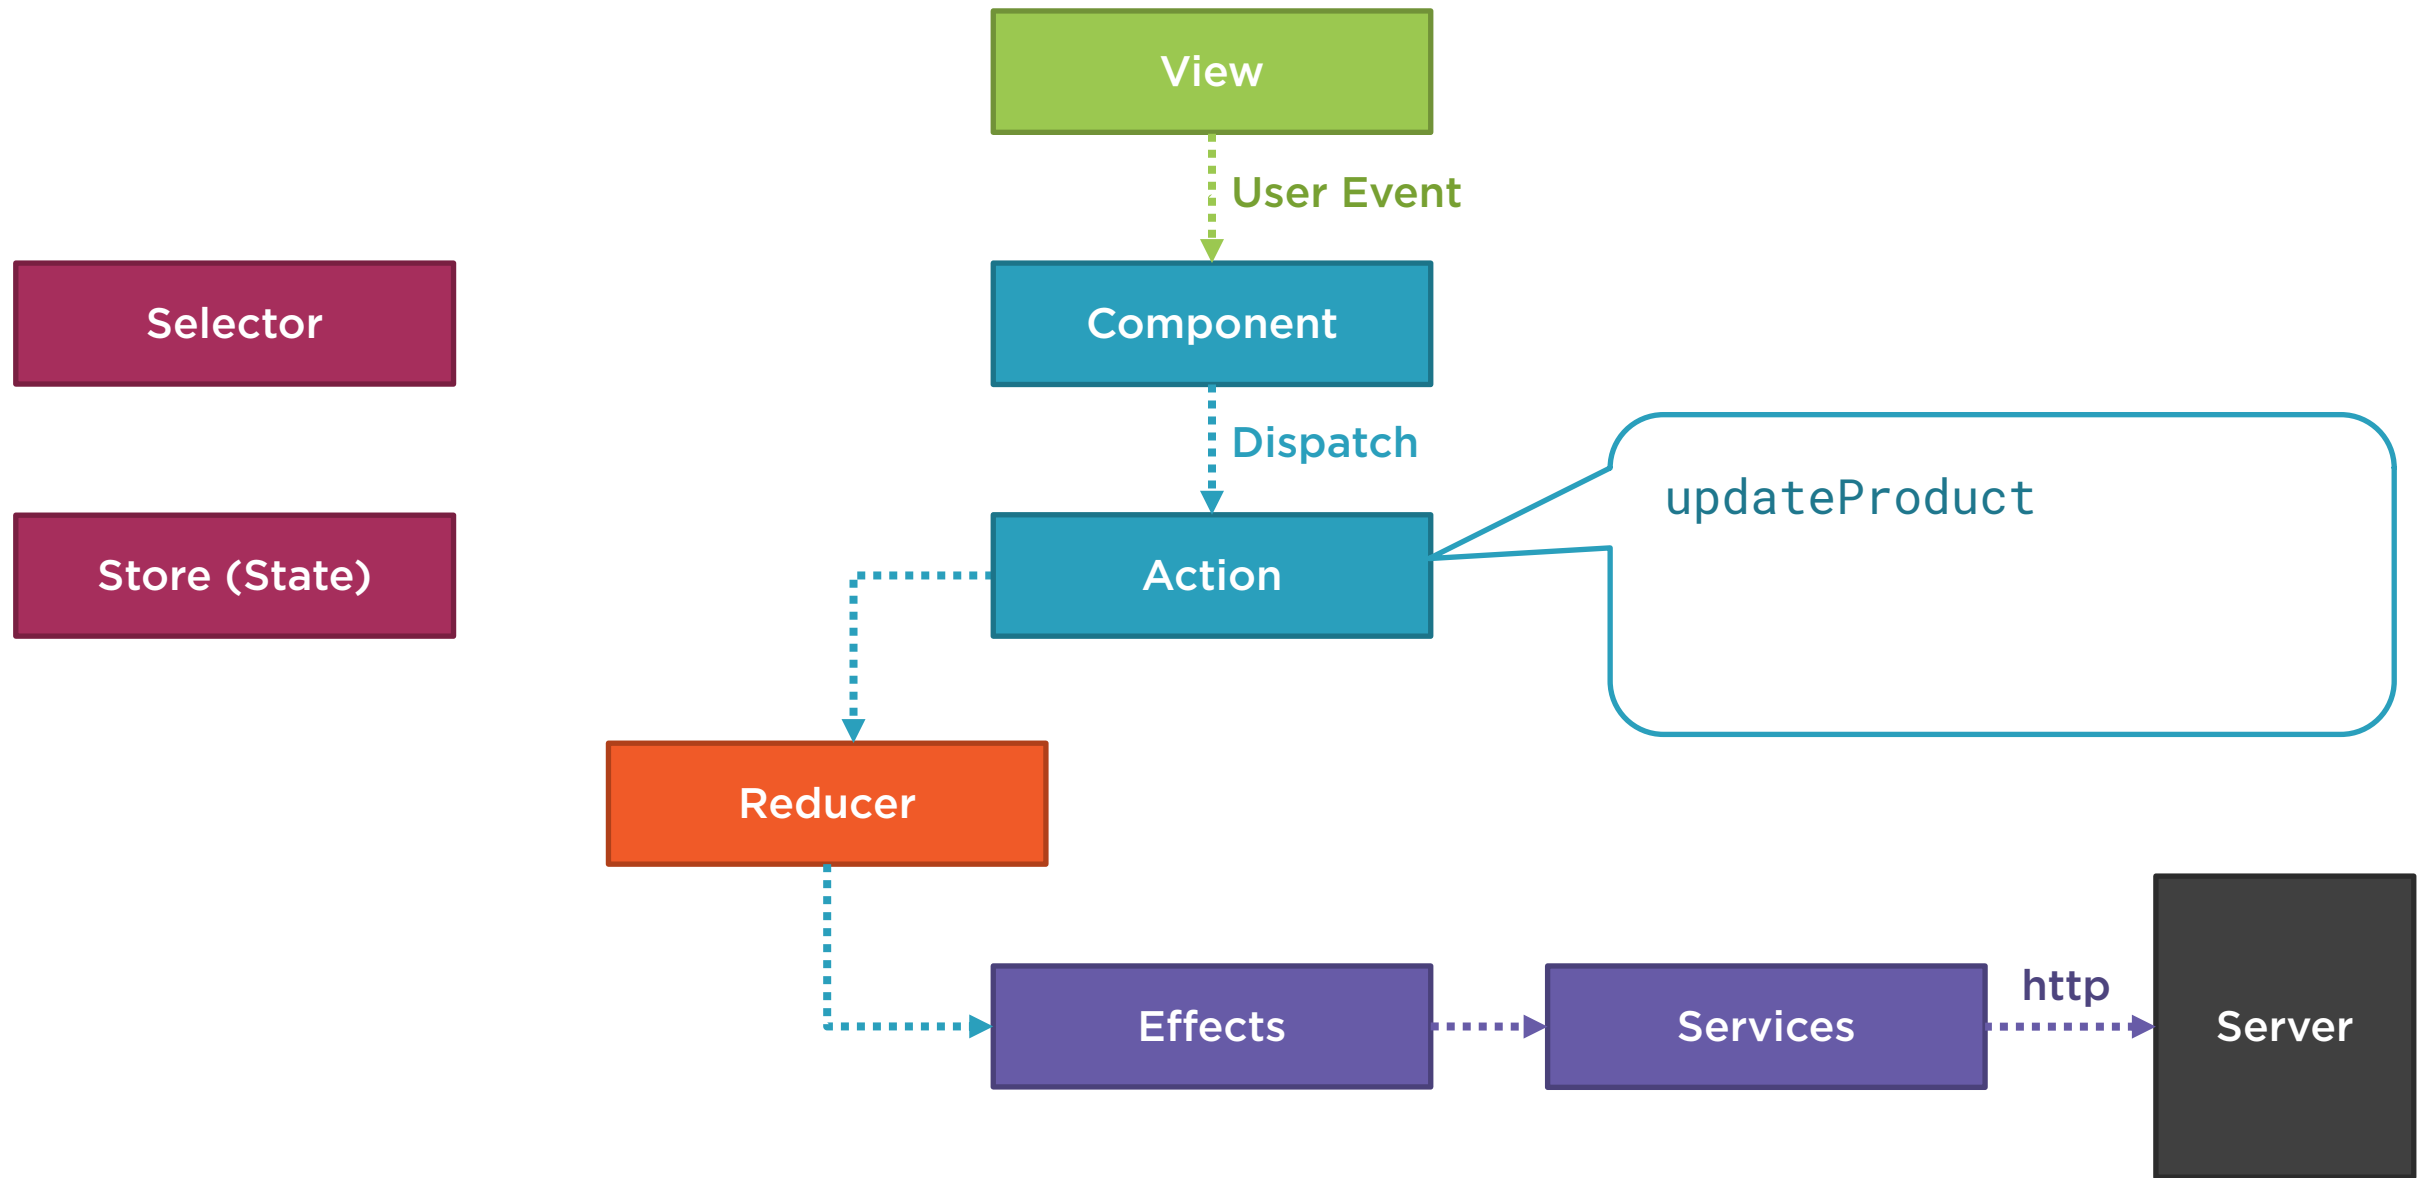 View
User Event
Selector
Component
Dispatch
updateProduct
Store (State)
Action
Reducer
http
Effects
Services
Server